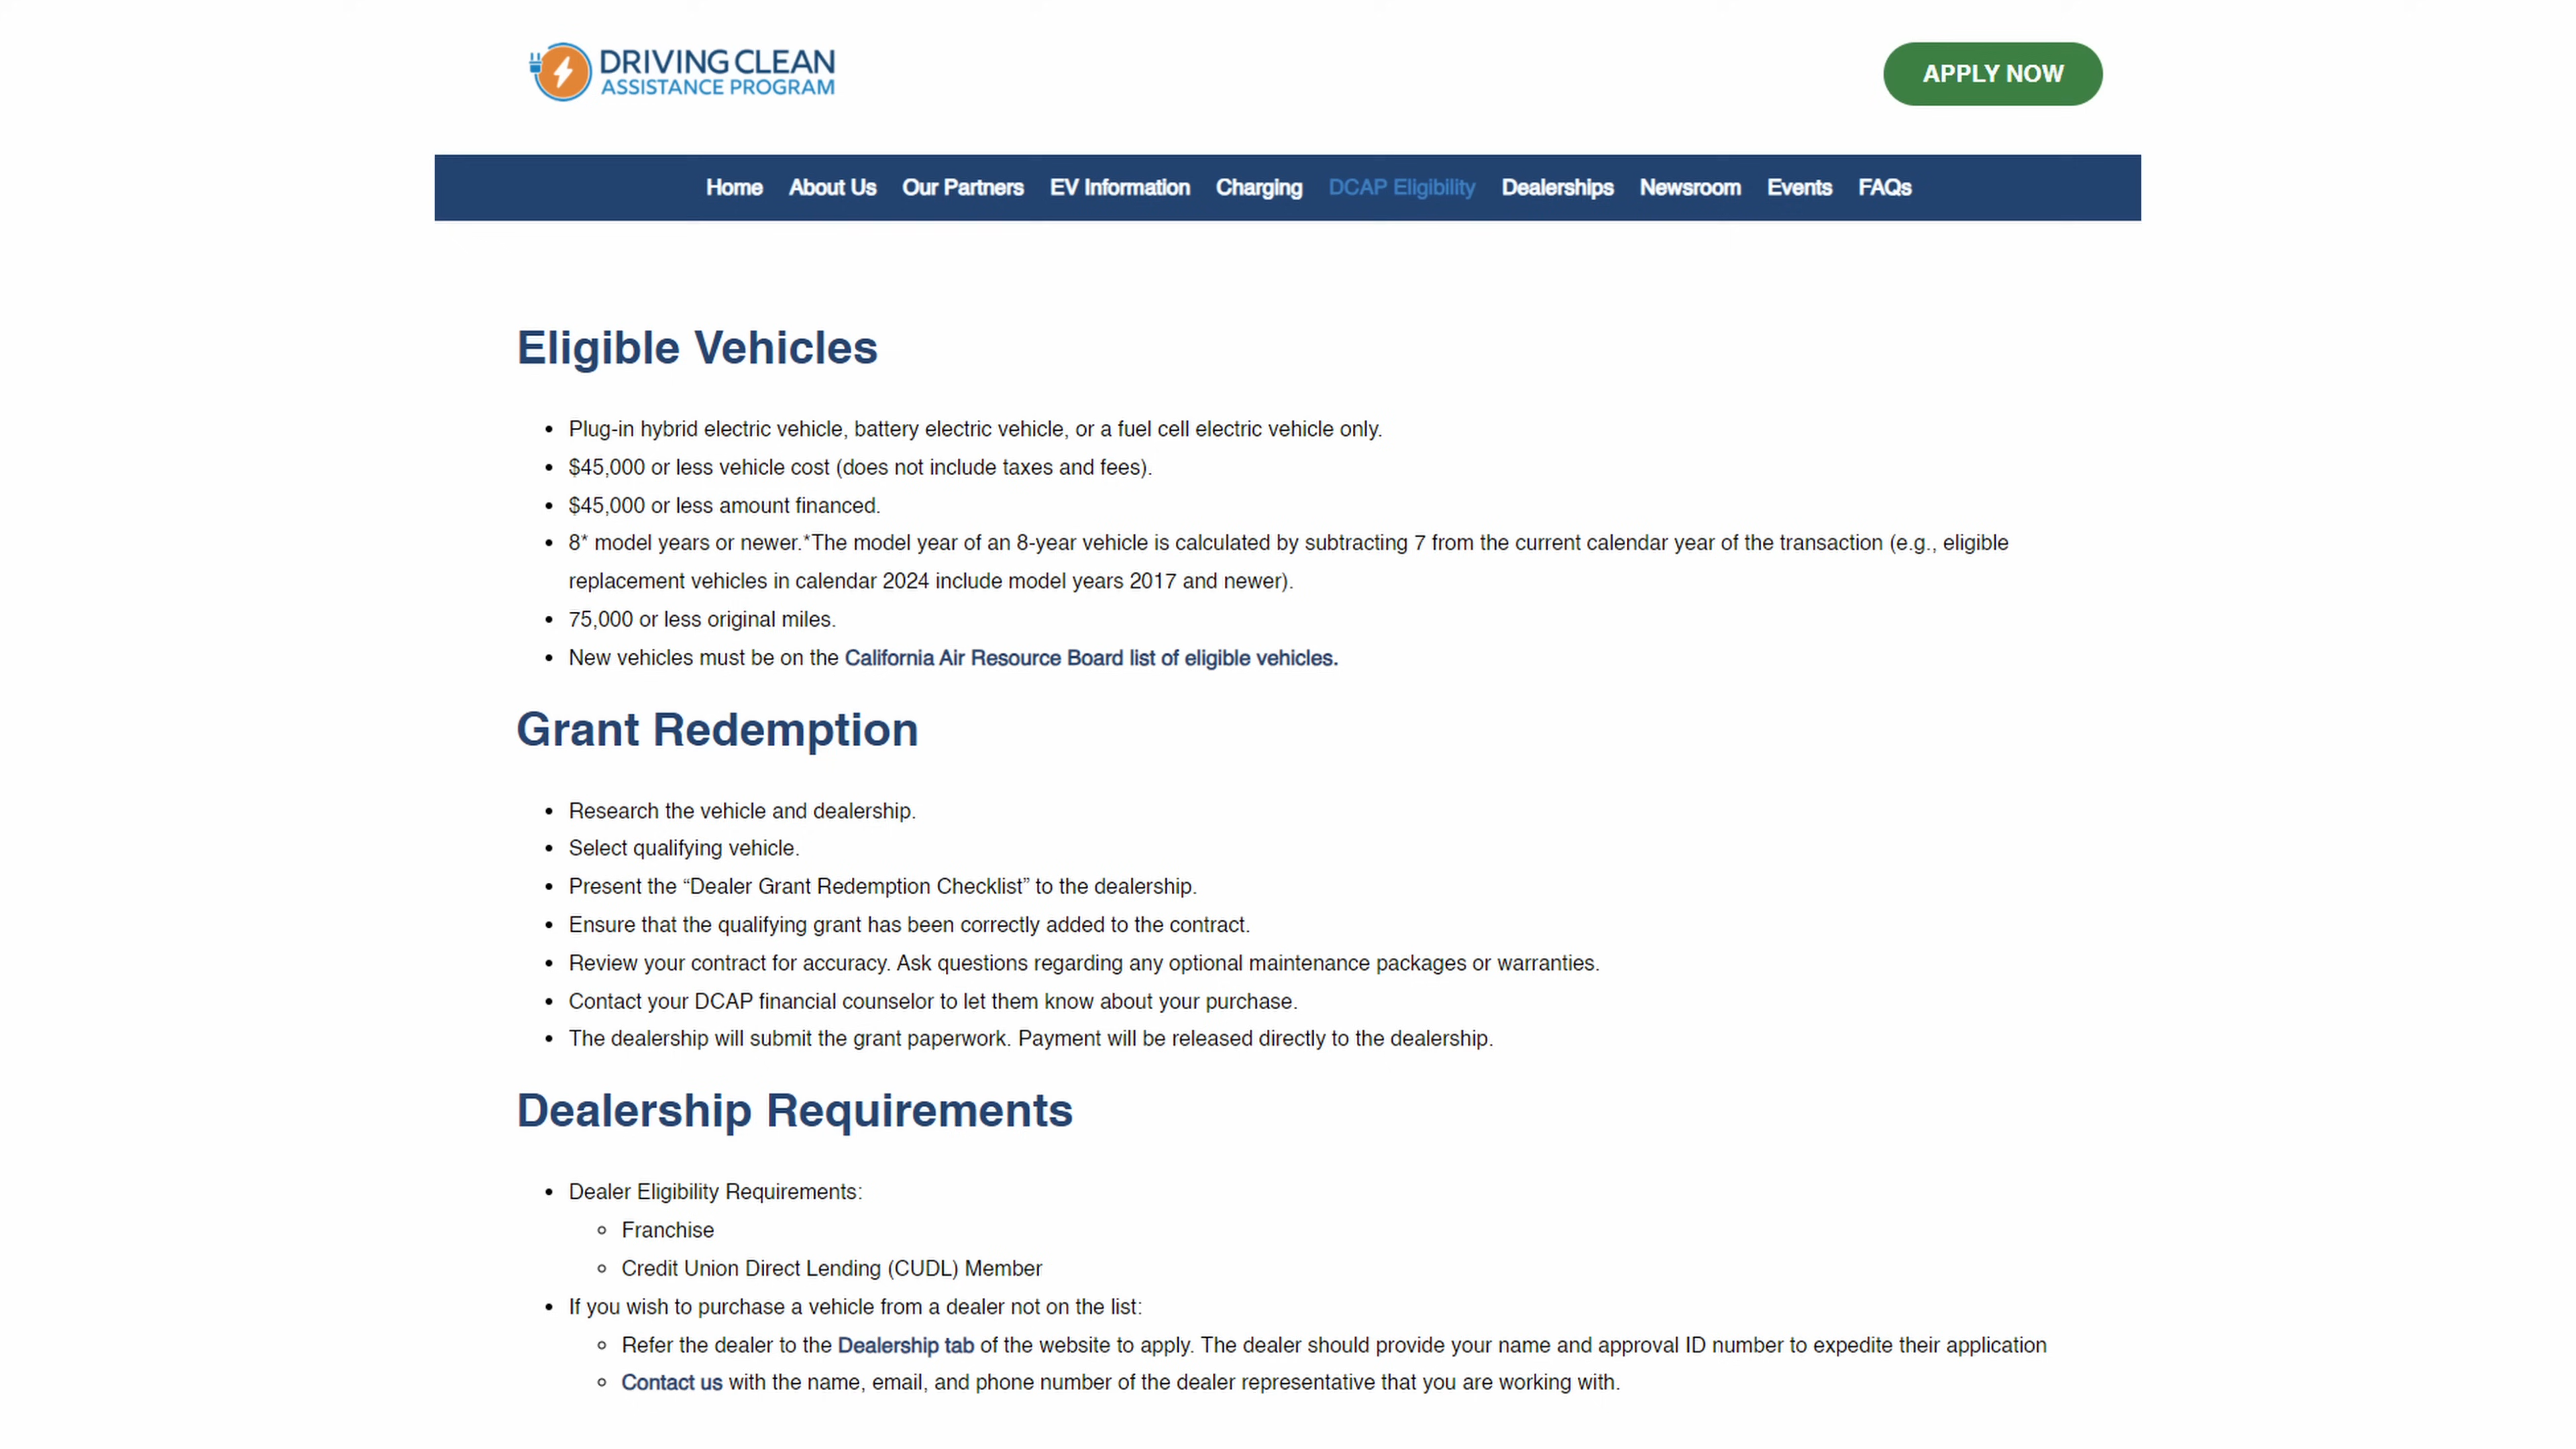 DRIVING CLEAN
ASSISTANCE PROGRAM
APPLY NOW
Home About Us Our Partners EV Information Charging DCAP Eligibility Dealerships Newsroom Events FAQs
Eligible Vehicles
• Plug-in hybrid electric vehicle, battery electric vehicle, or a fuel cell electric vehicle only.
• $45,000 or less vehicle cost (does not include taxes and fees).
• $45,000 or less amount financed.
• 8* model years or newer.*The model year of an 8-year vehicle is calculated by subtracting 7 from the current calendar year of the transaction (e.g., eligible
replacement vehicles in calendar 2024 include model years 2017 and newer).
• 75,000 or less original miles.
• New vehicles must be on the California Air Resource Board list of eligible vehicles.
Grant Redemption
• Research the vehicle and dealership.
• Select qualifying vehicle.
• Present the “Dealer Grant Redemption Checklist” to the dealership.
• Ensure that the qualifying grant has been correctly added to the contract.
• Review your contract for accuracy. Ask questions regarding any optional maintenance packages or warranties.
• Contact your DCAP financial counselor to let them know about your purchase.
• The dealership will submit the grant paperwork. Payment will be released directly to the dealership.
Dealership Requirements
• Dealer Eligibility Requirements:
◦ Franchise
◦ Credit Union Direct Lending (CUDL) Member
• If you wish to purchase a vehicle from a dealer not on the list:
◦ Refer the dealer to the Dealership tab of the website to apply. The dealer should provide your name and approval ID number to expedite their application
◦ Contact us with the name, email, and phone number of the dealer representative that you are working with.